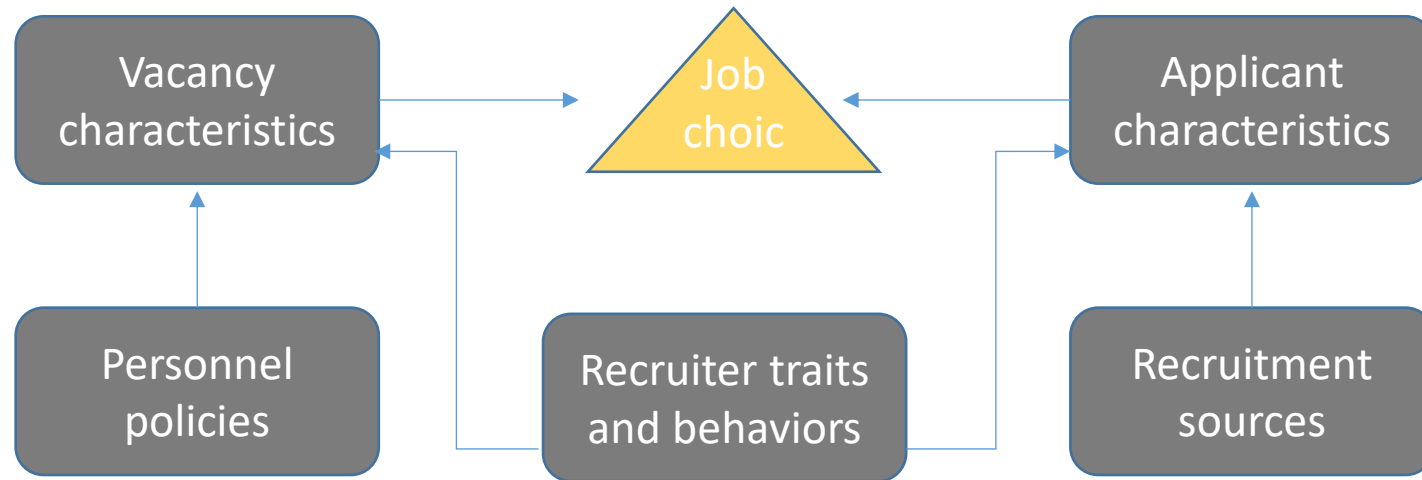 Vacancy
characteristics
Job
choic
Applicant
characteristics
Personnel
policies
Recruiter traits
and behaviors
Recruitment
sources